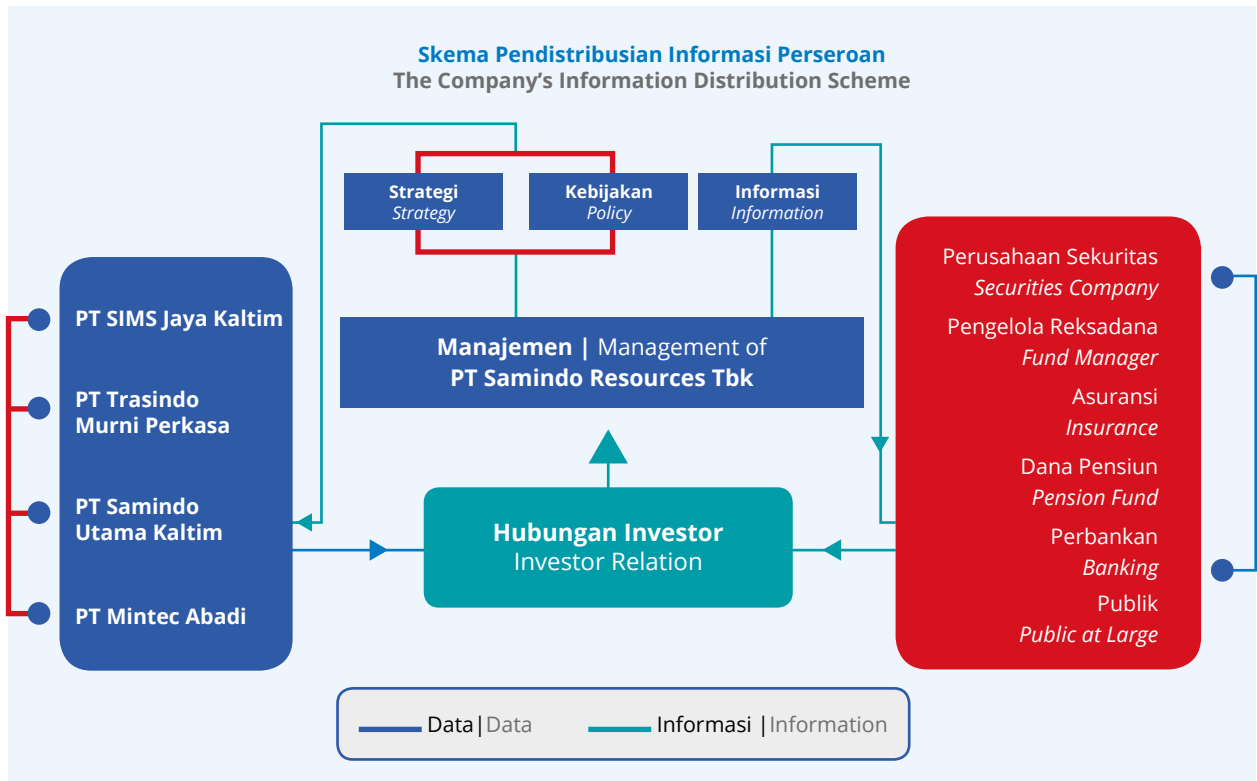 Skema Pendistribusian Informasi Perseroan
The Company’s Information Distribution Scheme
Strategi
Strategy
Kebijakan
Policy
Informasi
Information
PT SIMS Jaya Kaltim
PT Trasindo
Murni Perkasa
PT Samindo
Utama Kaltim
PT Mintec Abadi
Manajemen | Management of
PT Samindo Resources Tbk
Hubungan Investor
Investor Relation
Perusahaan Sekuritas
Securities Company
Pengelola Reksadana
Fund Manager
Asuransi
Insurance
Dana Pensiun
Pension Fund
Perbankan
Banking
Publik
Public at Large
Data|Data
Informasi |Information